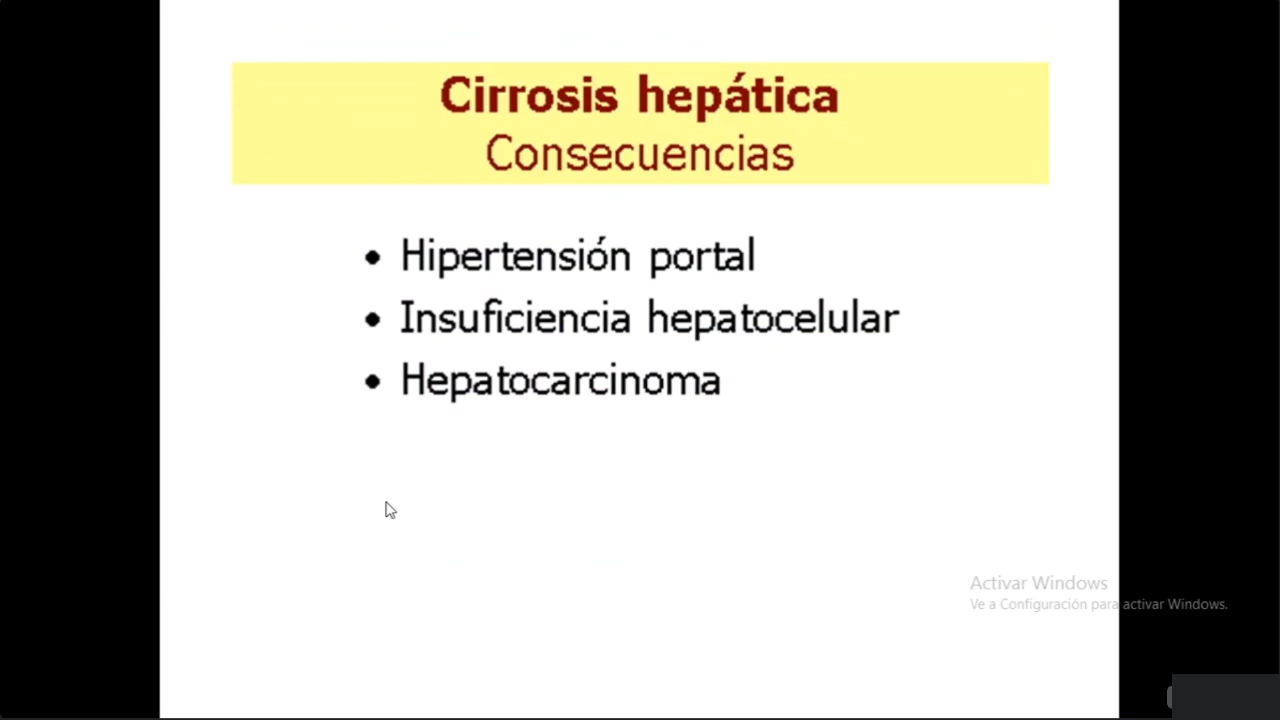 Cirrosis hepática
Consecuencias
• Hipertensión portal
• Insuficiencia hepatocelular
• Hepatocarcinoma
Activar Windows
Ve a Configuración para activar Windows.